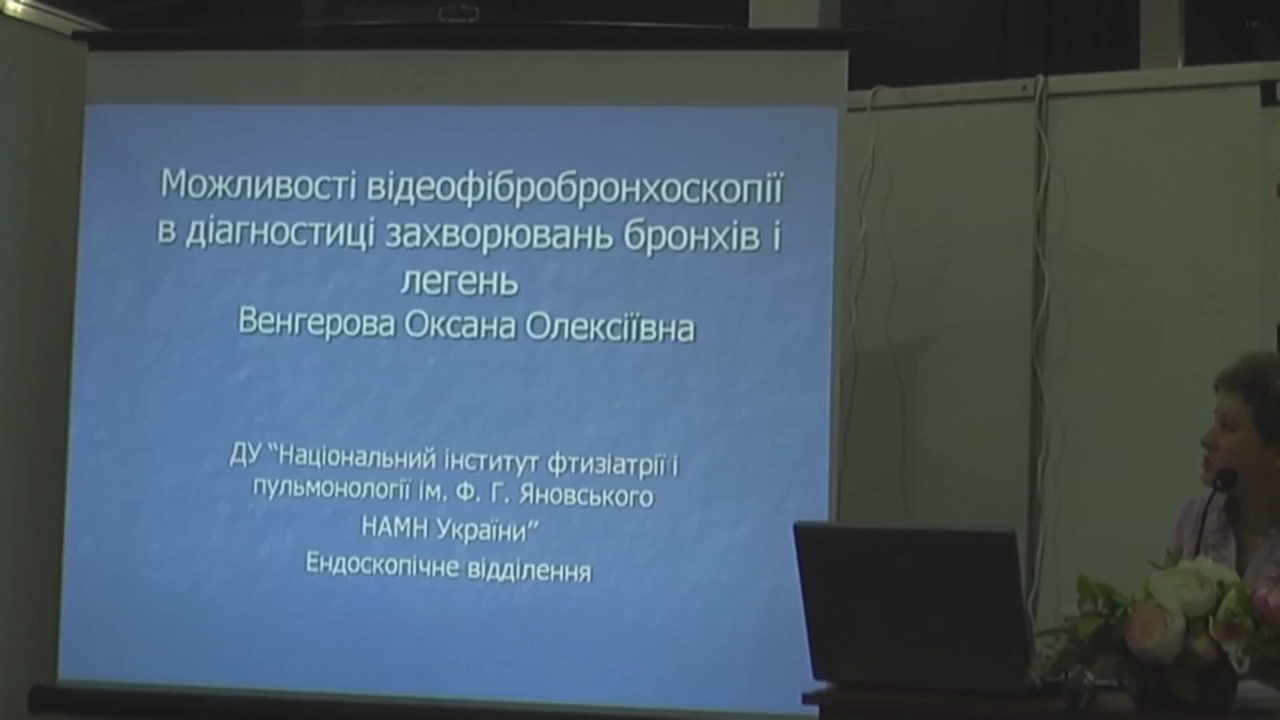 Можливості відеофібробронхоскопії
в діагностиці захворювань бронхів і
легень
Венгерова Оксана Олексіївна
ДУ “Національний інститут фтизіатрії і
пульмонології ім. Ф. Г. Яновського
НАМН України”
Ендоскопічне відділення